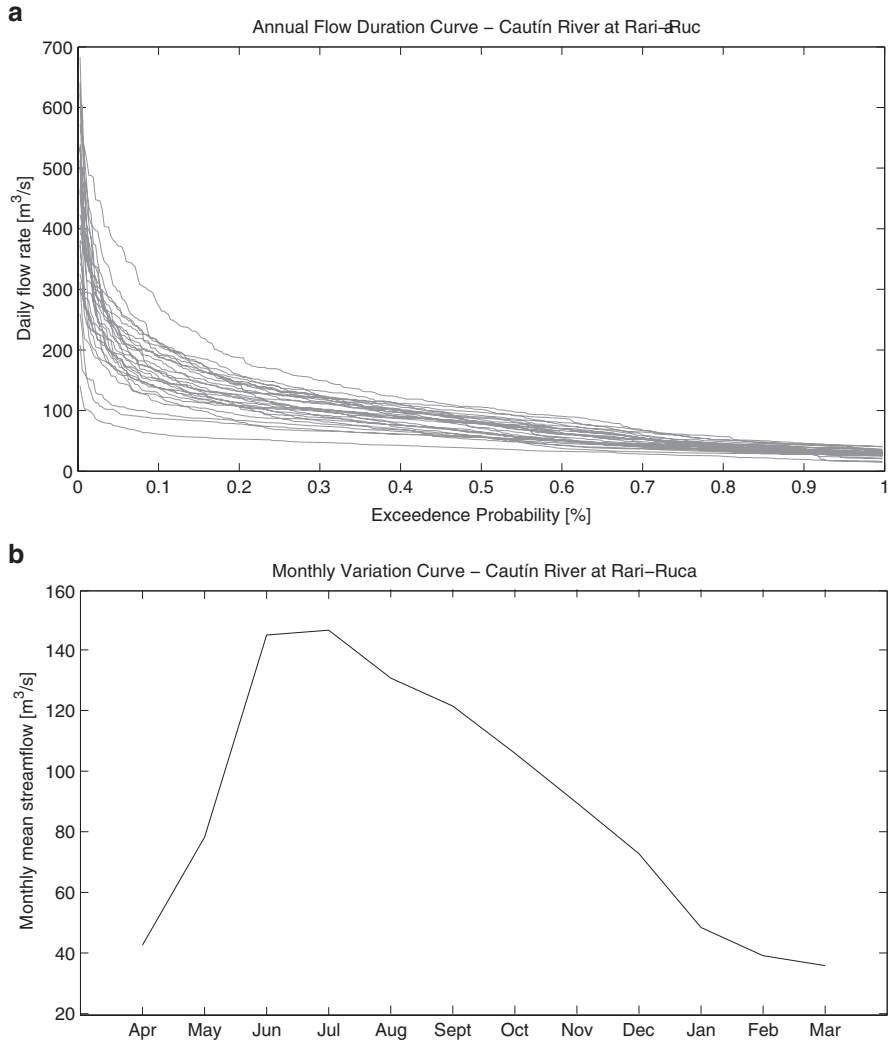 a
Annual Flow Duration Curve – Cautín River at Rari–Ruca
Daily flow rate [m³/s]
700
600
500
400
300
200
100
0
0 0.1 0.2 0.3 0.4 0.5 0.6 0.7 0.8 0.9 1
Exceedence Probability [%]
b
Monthly Variation Curve – Cautín River at Rari–Ruca
Monthly mean streamflow [m³/s]
160
140
120
100
80
60
40
20
Apr May Jun Jul Aug Sept Oct Nov Dec Jan Feb Mar